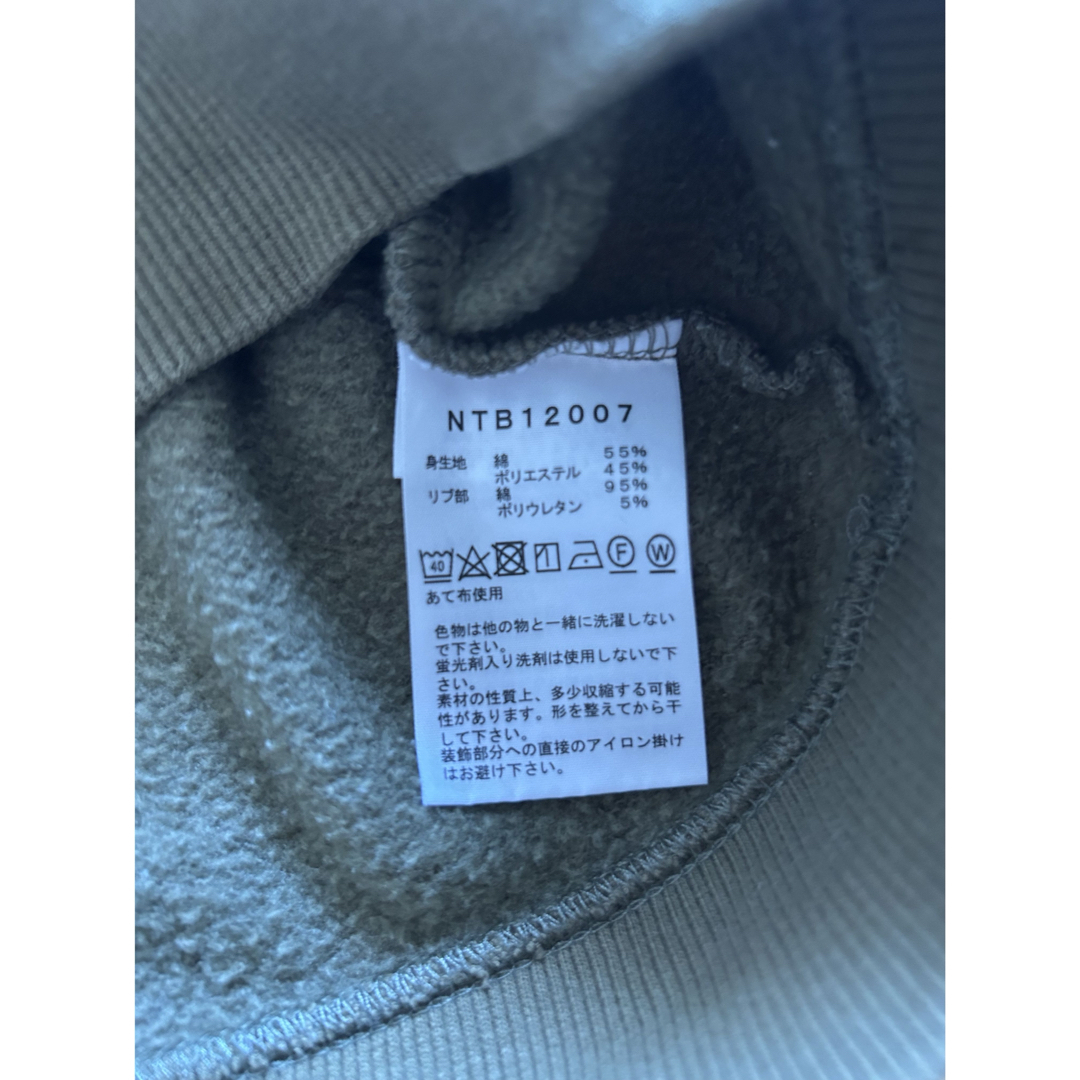 NTB12007
身生地 綿 55%
ポリエステル 45%
リブ部 綿 95%
ポリウレタン 5%
40 F W
あて布使用
色物は他の物と一緒に洗濯しない
で下さい。
蛍光剤入り洗剤は使用しないで下
さい。
素材の性質上、多少収縮する可能
性があります。形を整えてから干
して下さい。
装飾部分への直接のアイロン掛け
はお避け下さい。